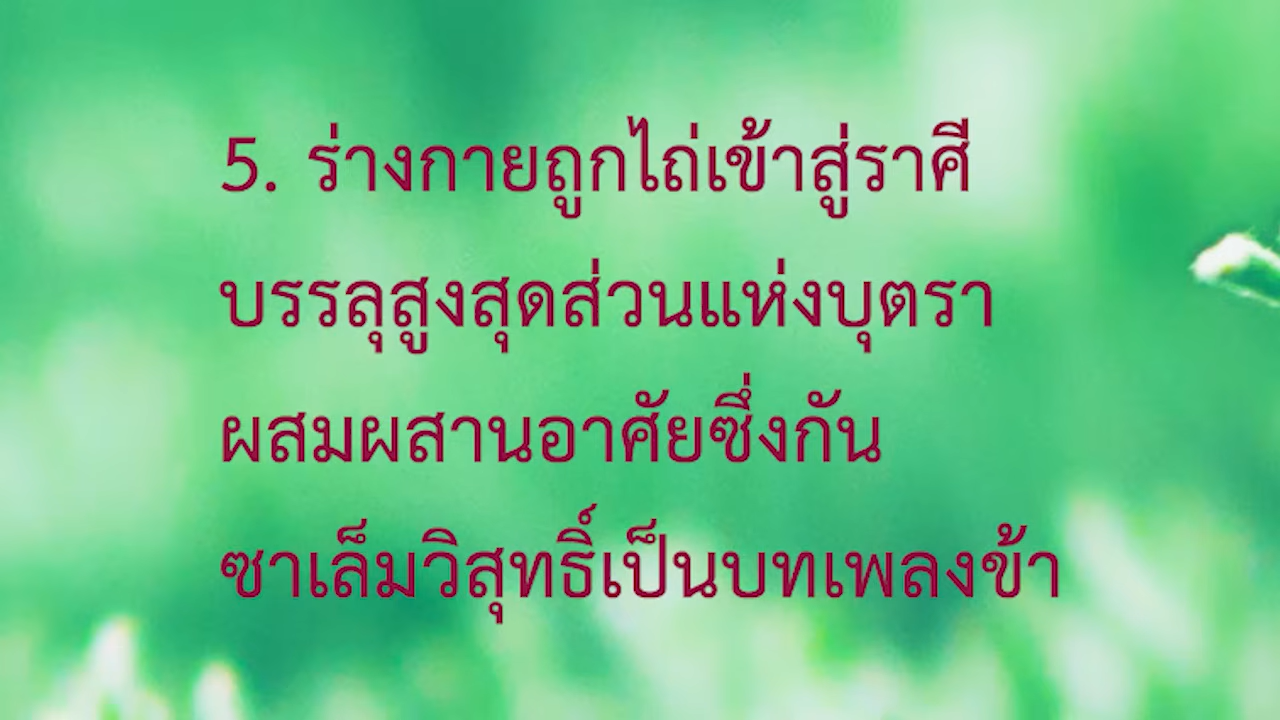 5. ร่างกายถูกไถ่เข้าสู่ราศี
บรรลุสูงสุดส่วนแห่งบุตรา
ผสมผสานอาศัยซึ่งกัน
ซาเล็มวิสุทธิ์เป็นบทเพลงข้า